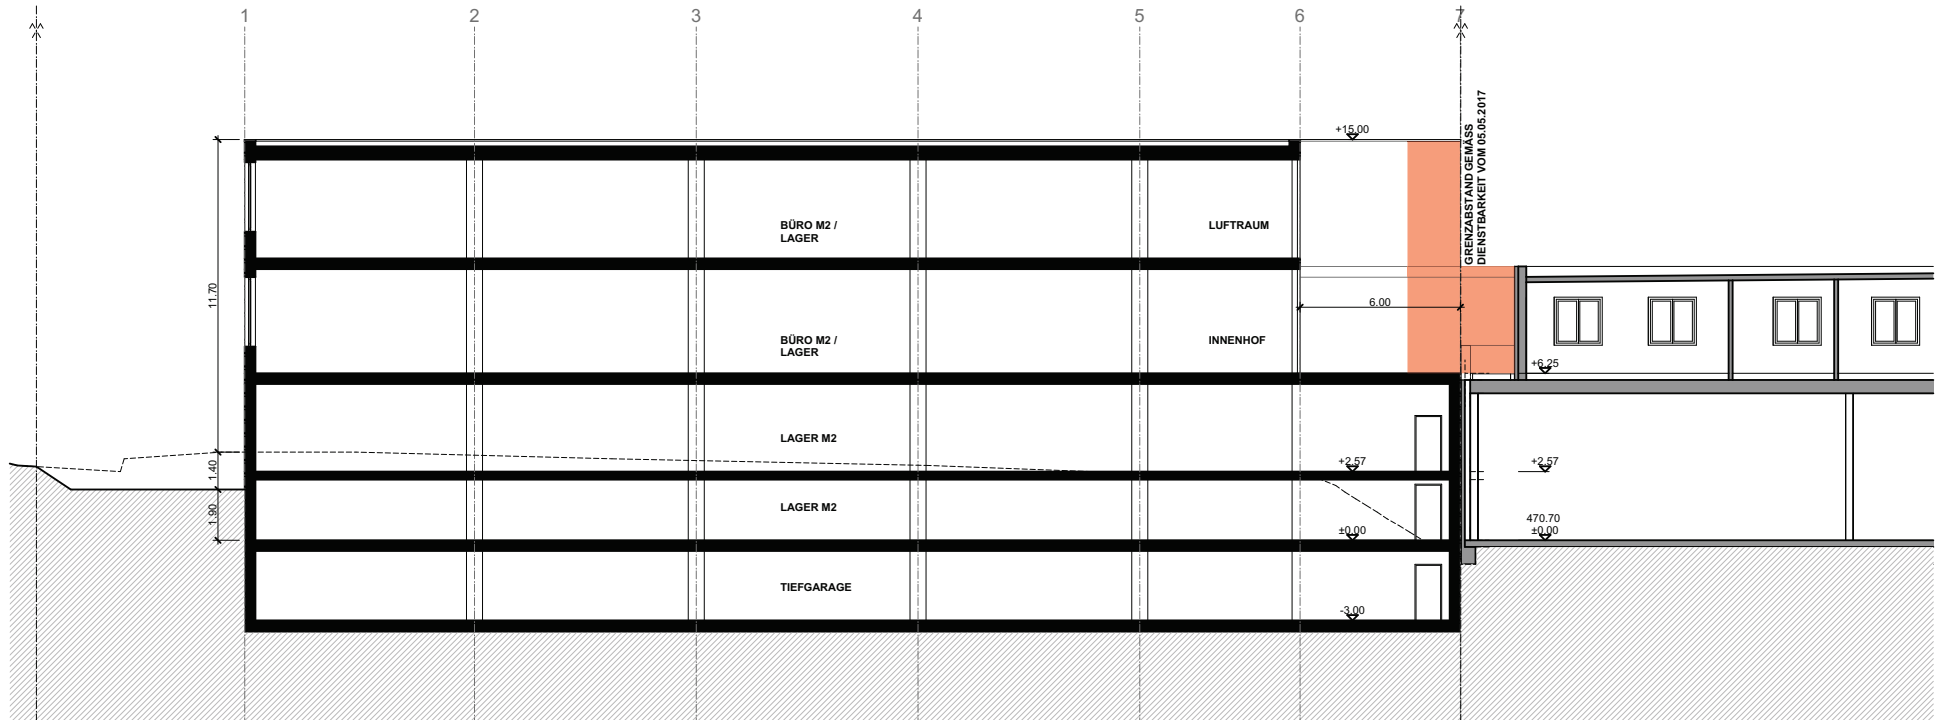 1
2
3
4
5
6
7
+15.00
GRENZABSTAND GEMÄSS
DIENSTBARKEIT VOM 05.05.2017
BÜRO M2 /
LAGER
LUFTRAUM
11.70
6.00
BÜRO M2 /
LAGER
INNENHOF
+6.25
LAGER M2
1.40
+2.57
+2.57
1.90
LAGER M2
±0.00
470.70
±0.00
TIEFGARAGE
-3.00